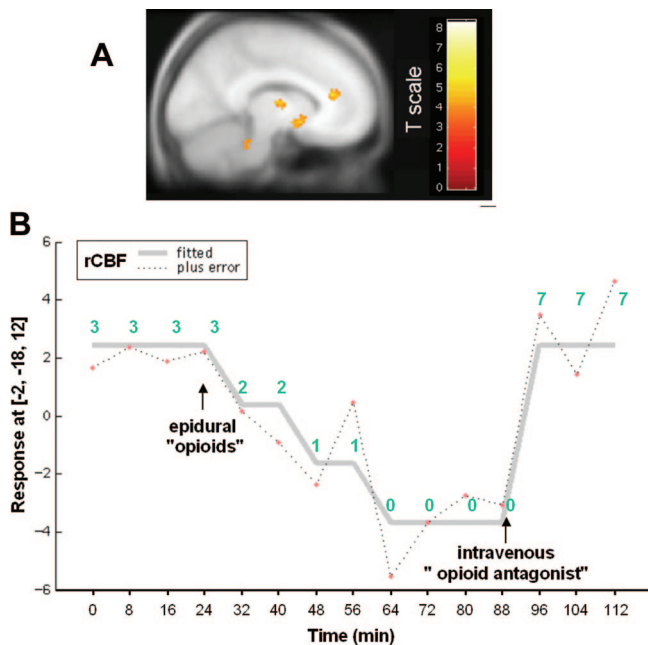 A
T scale
8
7
6
5
4
3
2
1
0
B
rCBF
fitted
plus error
Response at [-2, -18, 12]
6
4
2
0
−2
−4
−6
3 3 3 3
2 2
1 1
0 0 0 0
7 7 7
epidural
"opioids"
intravenous
" opioid antagonist"
0 8 16 24 32 40 48 56 64 72 80 88 96 104 112
Time (min)